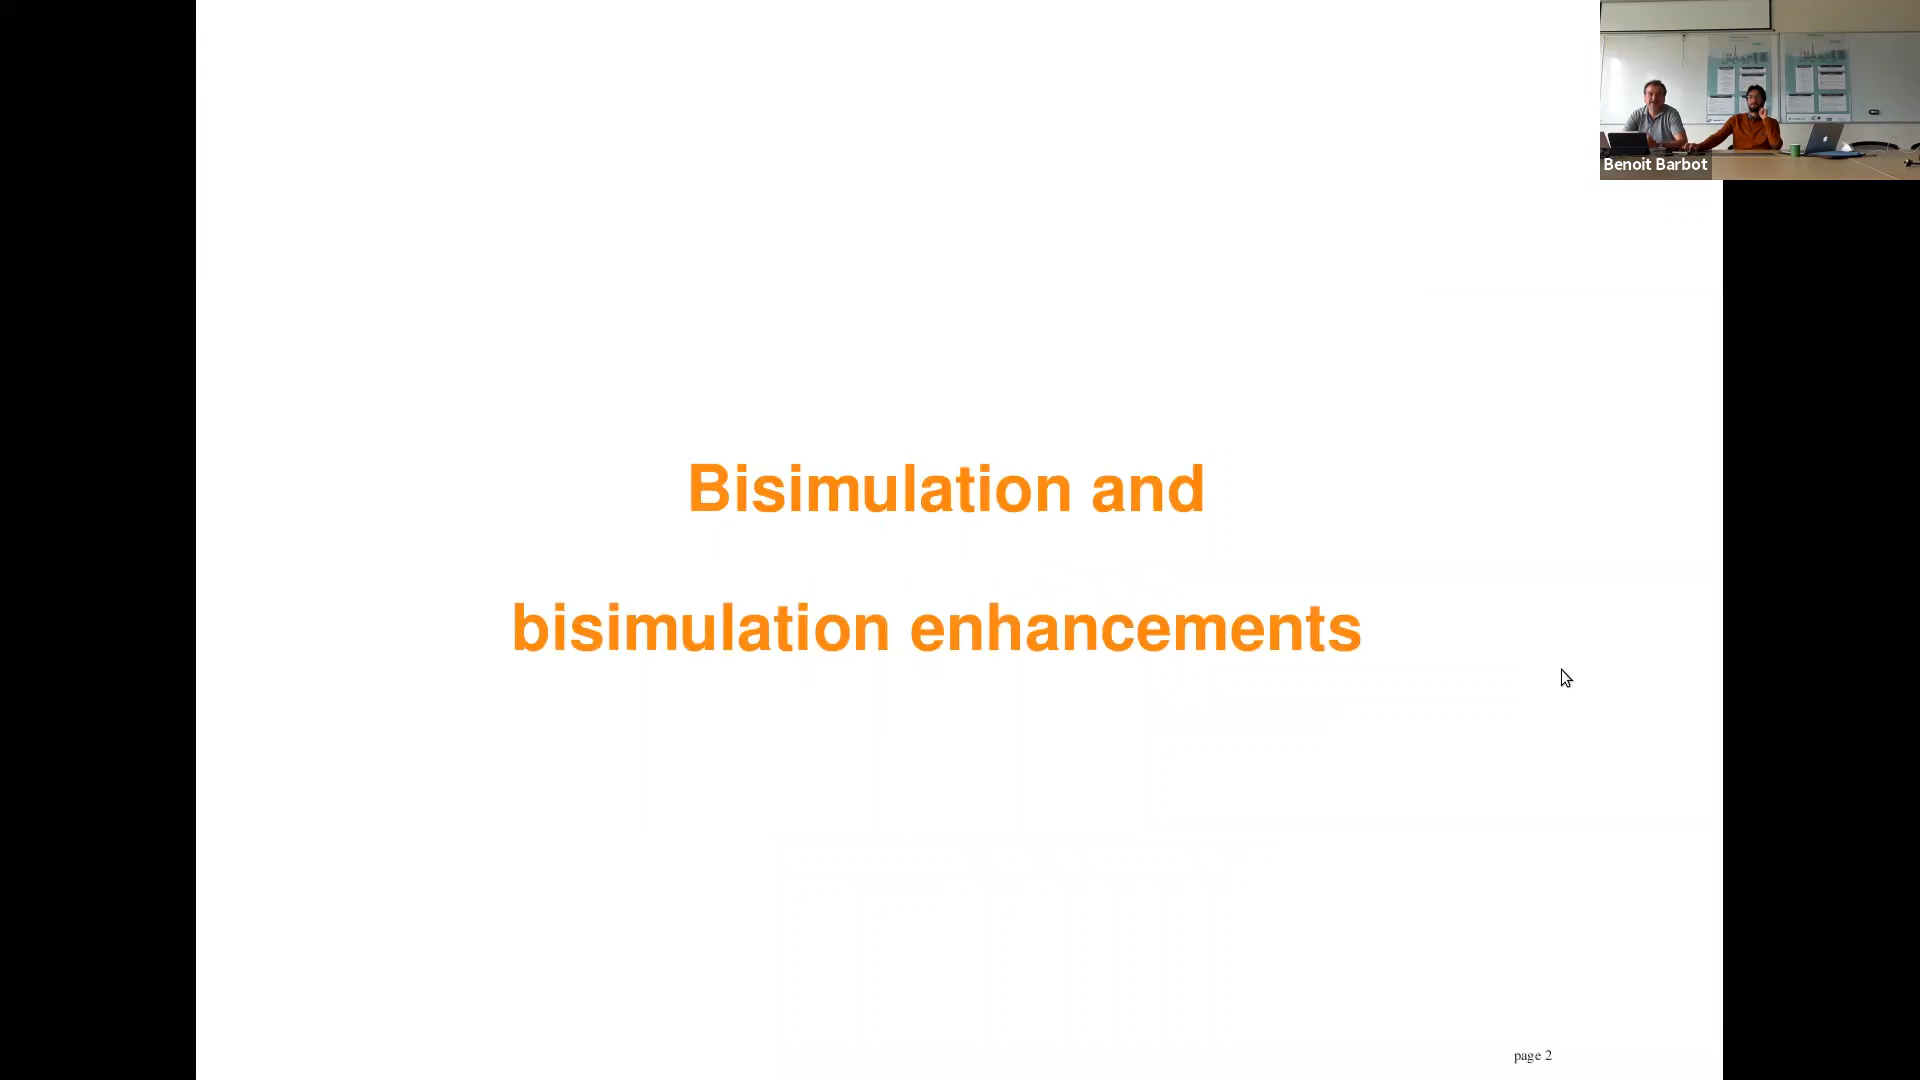 Benoit Barbot
Bisimulation and
bisimulation enhancements
page 2